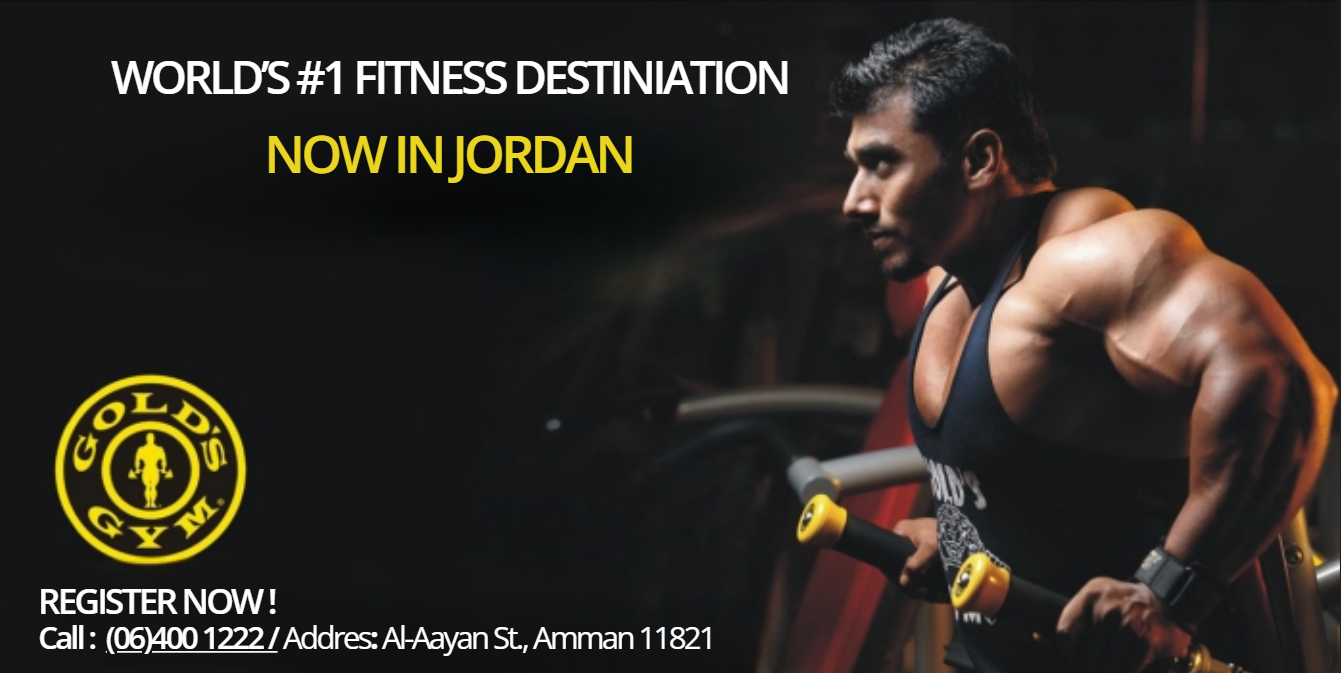 WORLD'S #1 FITNESS DESTINIATION
NOW IN JORDAN
GOLD'S
GYM
REGISTER NOW !
Call : (06)400 1222 / Addres: Al-Aayan St., Amman 11821